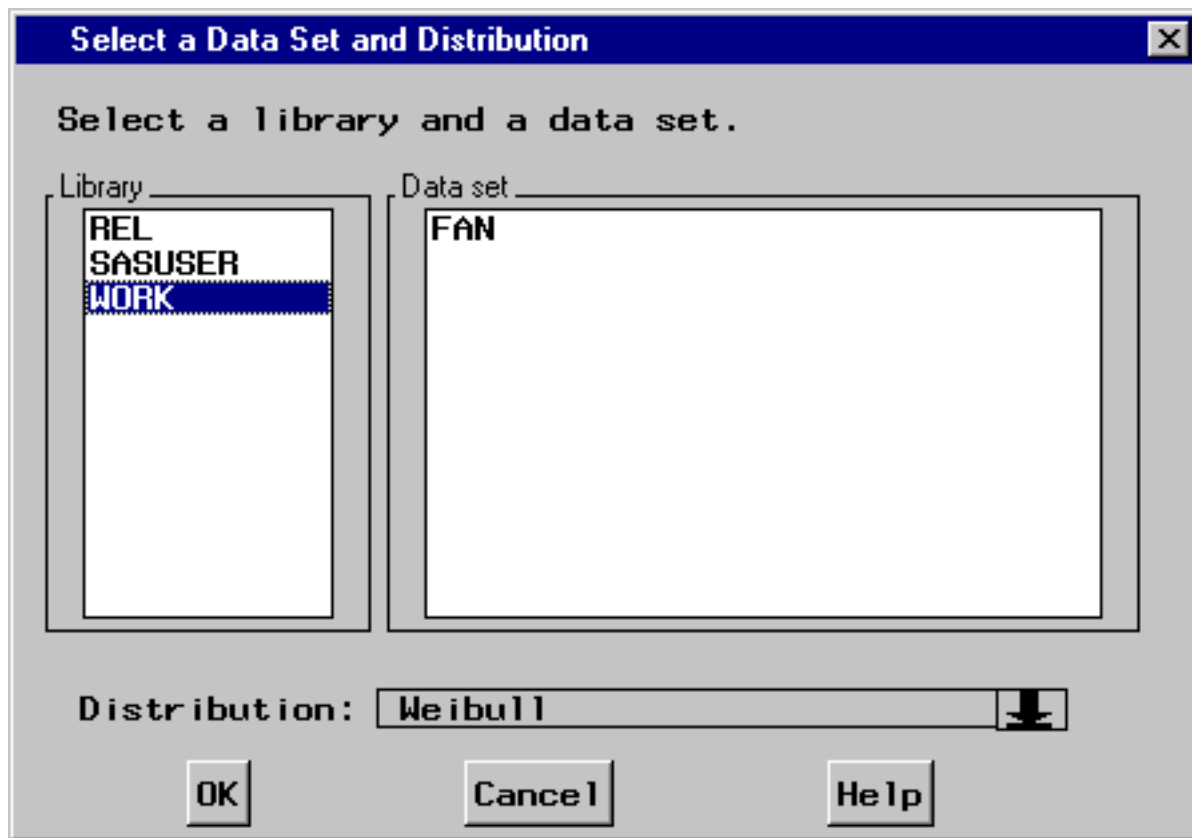 Select a Data Set and Distribution
Select a library and a data set.
Library
REL
SASUSER
WORK
Data set
FAN
Distribution: Weibull
OK Cancel Help